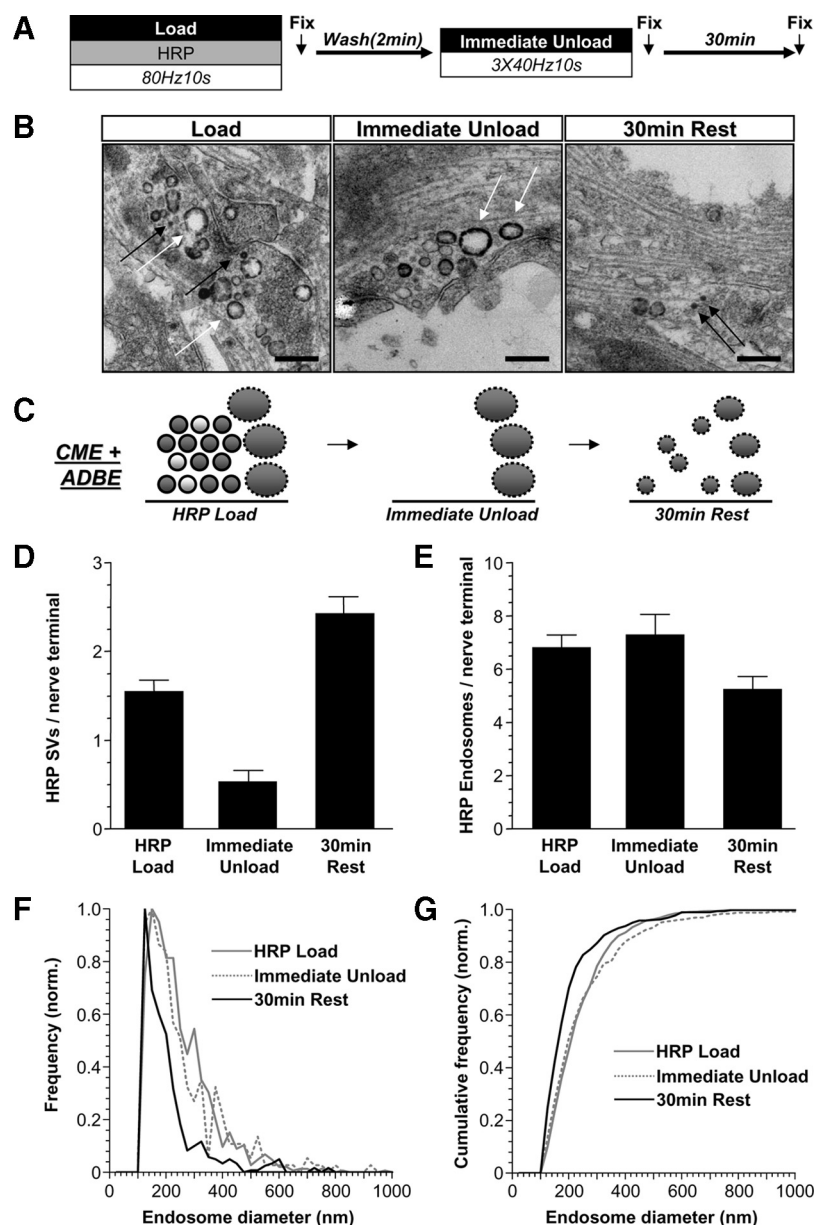 A
Load
HRP
80Hz10s
Fix
Wash(2min)
Immediate Unload
3X40Hz10s
Fix
30min
Fix
B
Load
Immediate Unload
30min Rest
C
CME +
ADBE
HRP Load
Immediate Unload
30min Rest
D
HRP SVs / nerve terminal
3
2
1
0
HRP
Load
Immediate
Unload
30min
Rest
E
HRP Endosomes / nerve terminal
10
8
6
4
2
0
HRP
Load
Immediate
Unload
30min
Rest
F
Frequency (norm.)
1.0
0.8
0.6
0.4
0.2
0
HRP Load
Immediate Unload
30min Rest
0 200 400 600 800 1000
Endosome diameter (nm)
G
Cumulative frequency (norm.)
1.0
0.8
0.6
0.4
0.2
0
HRP Load
Immediate Unload
30min Rest
0 200 400 600 800 1000
Endosome diameter (nm)